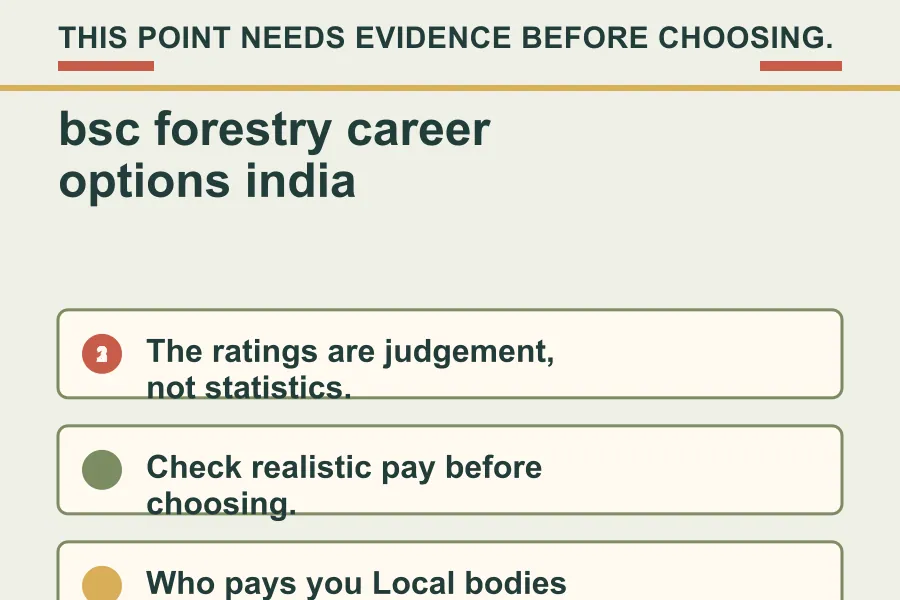 THIS POINT NEEDS EVIDENCE BEFORE CHOOSING.
bsc forestry career
options india
The ratings are judgement,
not statistics.
Check realistic pay before
choosing.
Who pays you Local bodies